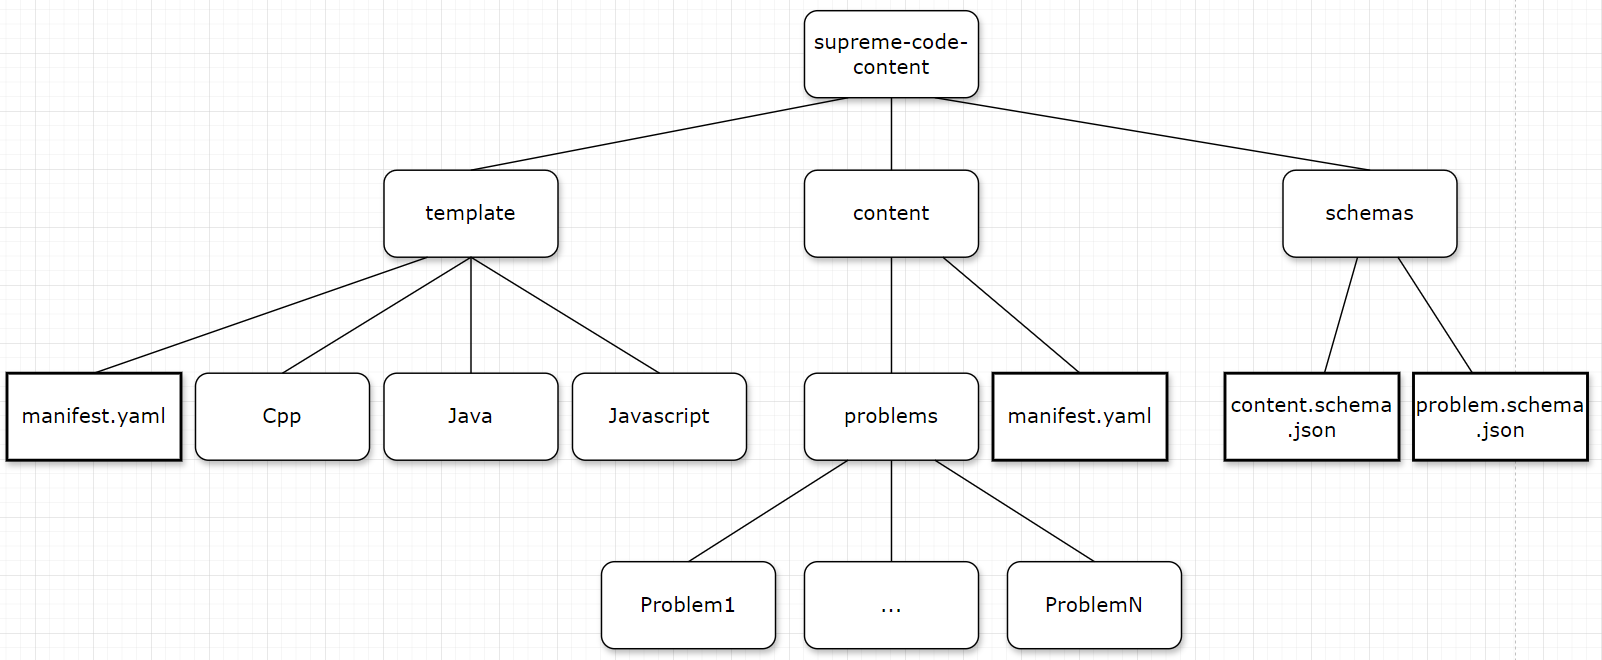 supreme-code-
content
template
content
schemas
manifest.yaml
Cpp
Java
Javascript
problems
manifest.yaml
content.schema
.json
problem.schema
.json
Problem1
...
ProblemN